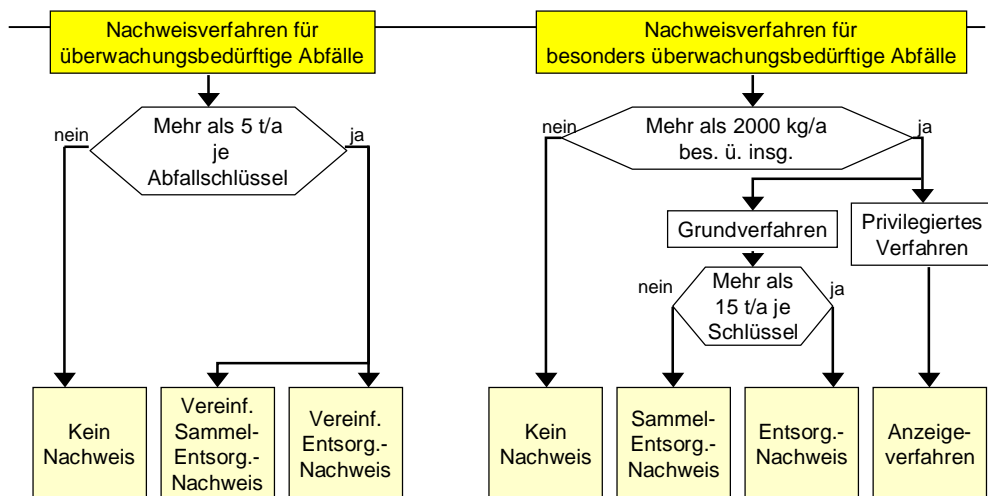 Nachweisverfahren für
überwachungsbedürftige Abfälle
nein
Mehr als 5 t/a
je
Abfallschlüssel
ja
Kein
Nachweis
Vereinf.
Sammel-
Entsorg.-
Nachweis
Vereinf.
Entsorg.-
Nachweis
Nachweisverfahren für
besonders überwachungsbedürftige Abfälle
nein
Mehr als 2000 kg/a
bes. ü. insg.
ja
Grundverfahren
Privilegiertes
Verfahren
nein
Mehr als
15 t/a je
Schlüssel
ja
Kein
Nachweis
Sammel-
Entsorg.-
Nachweis
Entsorg.-
Nachweis
Anzeige-
verfahren